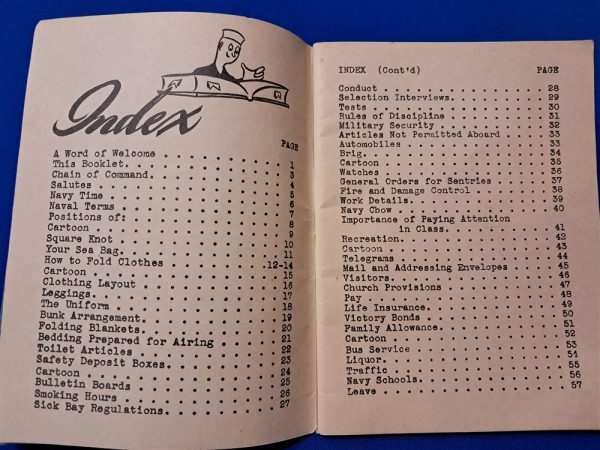 Index
PAGE
A Word of Welcome . . . . . . . . . . 1
This Booklet. . . . . . . . . . . . 3
Chain of Command. . . . . . . . . . 4
Salutes . . . . . . . . . . . . . . 5
Navy Time . . . . . . . . . . . . . 6
Naval Terms . . . . . . . . . . . . 7
Positions of: . . . . . . . . . . . 8
Cartoon . . . . . . . . . . . . . . 9
Square Knot . . . . . . . . . . . . 10
Your Sea Bag. . . . . . . . . . . . 11
How to Fold Clothes . . . . . . . .12-14
Cartoon . . . . . . . . . . . . . . 15
Clothing Layout . . . . . . . . . . 16
Leggings. . . . . . . . . . . . . . 17
The Uniform . . . . . . . . . . . . 18
Bunk Arrangement. . . . . . . . . . 19
Folding Blankets. . . . . . . . . . 20
Bedding Prepared for Airing . . . . 21
Toilet Articles . . . . . . . . . . 22
Safety Deposit Boxes. . . . . . . . 23
Cartoon . . . . . . . . . . . . . . 24
Bulletin Boards . . . . . . . . . . 25
Smoking Hours . . . . . . . . . . . 26
Sick Bay Regulations. . . . . . . . 27
INDEX (Cont'd) PAGE
Conduct . . . . . . . . . . . . . . 28
Selection Interviews. . . . . . . . 29
Tests . . . . . . . . . . . . . . . 30
Rules of Discipline . . . . . . . . 31
Military Security . . . . . . . . . 32
Articles Not Permitted Aboard . . . 33
Automobiles . . . . . . . . . . . . 33
Brig. . . . . . . . . . . . . . . . 34
Cartoon . . . . . . . . . . . . . . 35
Watches . . . . . . . . . . . . . . 36
General Orders for Sentries . . . . 37
Fire and Damage Control . . . . . . 38
Work Details. . . . . . . . . . . . 39
Navy Chow . . . . . . . . . . . . . 40
Importance of Paying Attention
in Class. . . . . . . . . . 41
Recreation. . . . . . . . . . . . . 42
Cartoon . . . . . . . . . . . . . . 43
Telegrams . . . . . . . . . . . . . 44
Mail and Addressing Envelopes . . . 45
Visitors. . . . . . . . . . . . . . 46
Church Provisions . . . . . . . . . 47
Pay . . . . . . . . . . . . . . . . 48
Life Insurance. . . . . . . . . . . 49
Victory Bonds . . . . . . . . . . . 50
Family Allowance. . . . . . . . . . 51
Cartoon . . . . . . . . . . . . . . 52
Bus Service . . . . . . . . . . . . 53
Liquor. . . . . . . . . . . . . . . 54
Traffic . . . . . . . . . . . . . . 55
Navy Schools. . . . . . . . . . . . 56
Leave . . . . . . . . . . . . . . . 57